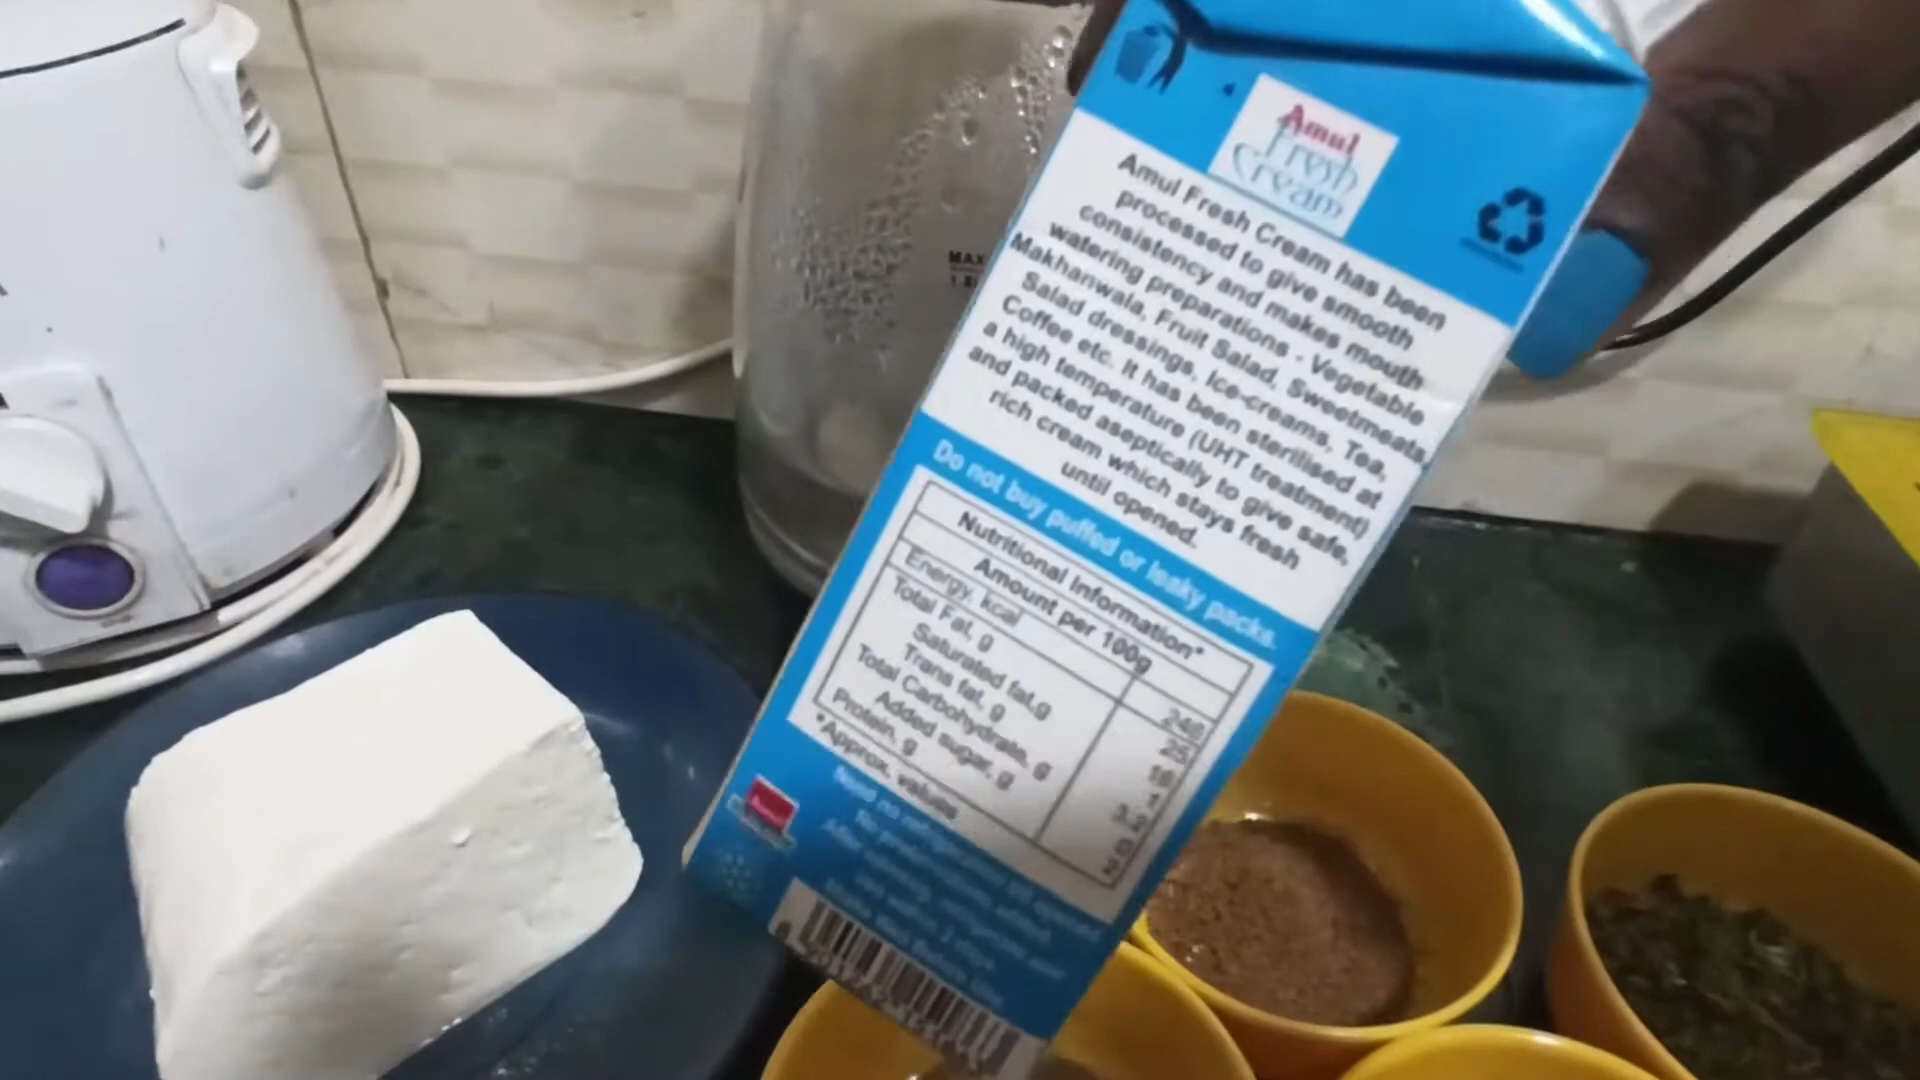 Amul
Fresh
Cream
Amul Fresh Cream has been
processed to give smooth
consistency and makes mouth
watering preparations - Vegetable
Makhanwala, Fruit Salad, Sweetmeats,
Salad dressings, Ice-creams, Tea,
Coffee etc. It has been sterilised at
a high temperature (UHT treatment)
and packed aseptically to give safe,
rich cream which stays fresh
until opened.
Do not buy puffed or leaky packs.
Nutritional Information*
Amount per 100g
Energy, kcal
Total Fat, g 25
Saturated fat,g
Trans fat, g
Total Carbohydrate, g
Added sugar, g
Protein, g
*Approx. values
MAX